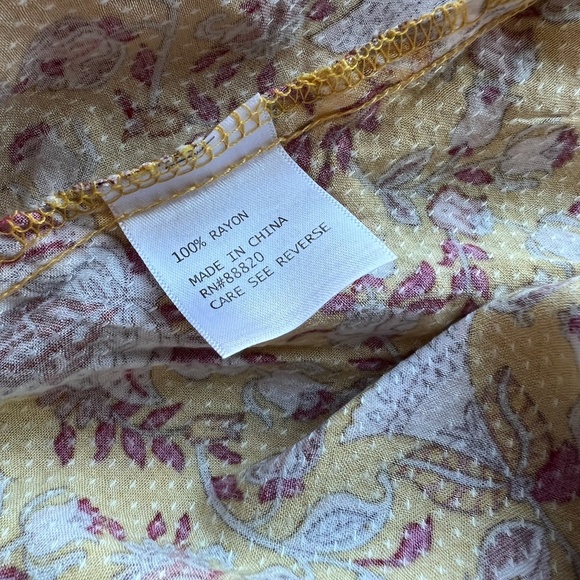 100% RAYON
MADE IN CHINA
RN#88820
CARE SEE REVERSE